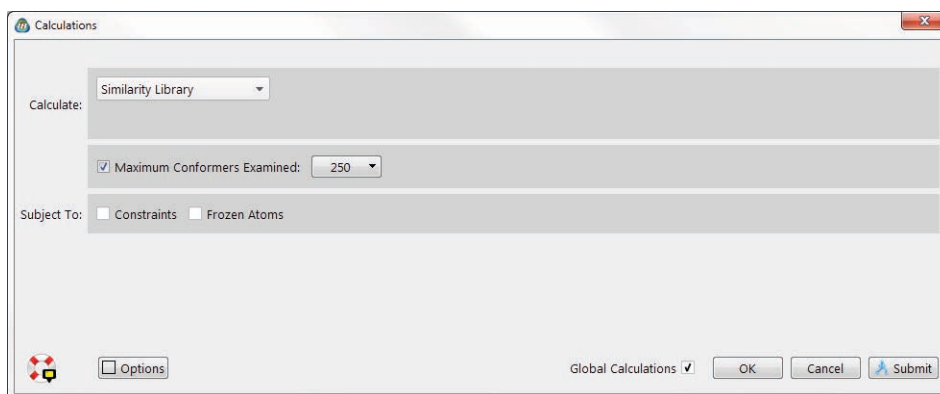 Calculations
Calculate:
Similarity Library
Maximum Conformers Examined: 250
Subject To: Constraints Frozen Atoms
Options Global Calculations OK Cancel Submit